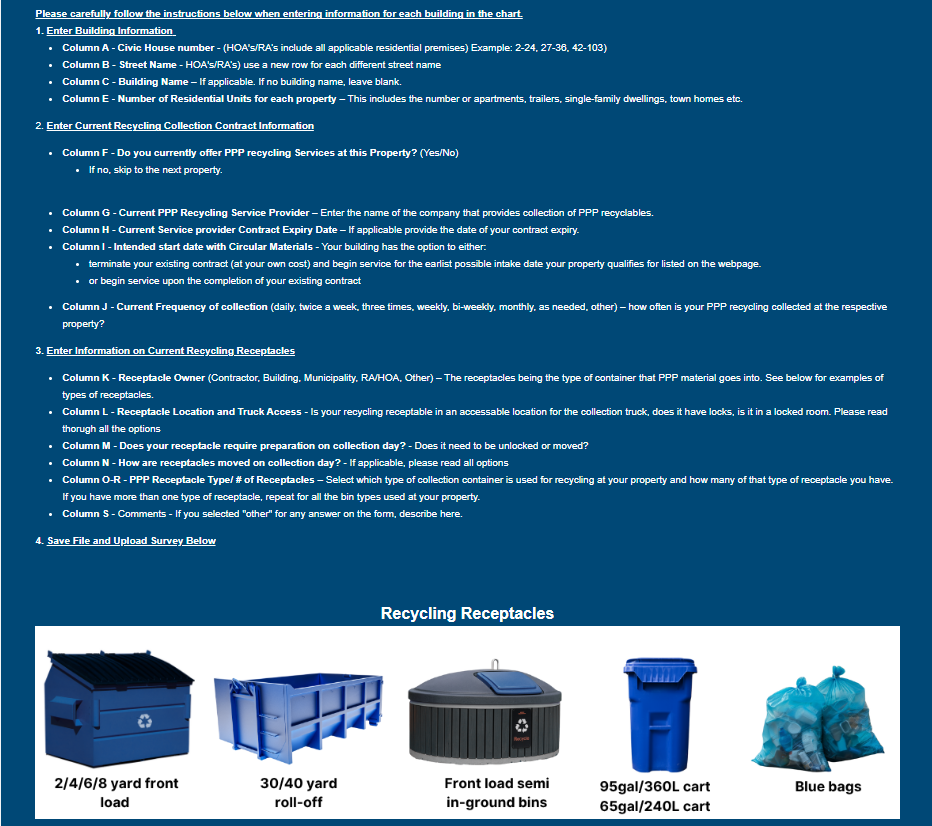 Please carefully follow the instructions below when entering information for each building in the chart.
1. Enter Building Information
• Column A - Civic House number - (HOA's/RA's include all applicable residential premises) Example: 2-24, 27-36, 42-103)
• Column B - Street Name - HOA's/RA's) use a new row for each different street name
• Column C - Building Name – If applicable. If no building name, leave blank.
• Column E - Number of Residential Units for each property – This includes the number or apartments, trailers, single-family dwellings, town homes etc.
2. Enter Current Recycling Collection Contract Information
• Column F - Do you currently offer PPP recycling Services at this Property? (Yes/No)
• If no, skip to the next property.
• Column G - Current PPP Recycling Service Provider – Enter the name of the company that provides collection of PPP recyclables.
• Column H - Current Service provider Contract Expiry Date – If applicable provide the date of your contract expiry.
• Column I - Intended start date with Circular Materials - Your building has the option to either:
• terminate your existing contract (at your own cost) and begin service for the earlist possible intake date your property qualifies for listed on the webpage.
• or begin service upon the completion of your existing contract
• Column J - Current Frequency of collection (daily, twice a week, three times, weekly, bi-weekly, monthly, as needed, other) – how often is your PPP recycling collected at the respective
property?
3. Enter Information on Current Recycling Receptacles
• Column K - Receptacle Owner (Contractor, Building, Municipality, RA/HOA, Other) – The receptacles being the type of container that PPP material goes into. See below for examples of
types of receptacles.
• Column L - Receptacle Location and Truck Access - Is your recycling receptable in an accessable location for the collection truck, does it have locks, is it in a locked room. Please read
thorugh all the options
• Column M - Does your receptacle require preparation on collection day? - Does it need to be unlocked or moved?
• Column N - How are receptacles moved on collection day? - If applicable, please read all options
• Column O-R - PPP Receptacle Type/ # of Receptacles – Select which type of collection container is used for recycling at your property and how many of that type of receptacle you have.
If you have more than one type of receptacle, repeat for all the bin types used at your property.
• Column S - Comments - If you selected "other" for any answer on the form, describe here.
4. Save File and Upload Survey Below
Recycling Receptacles
2/4/6/8 yard front
load
30/40 yard
roll-off
Front load semi
in-ground bins
95gal/360L cart
65gal/240L cart
Blue bags